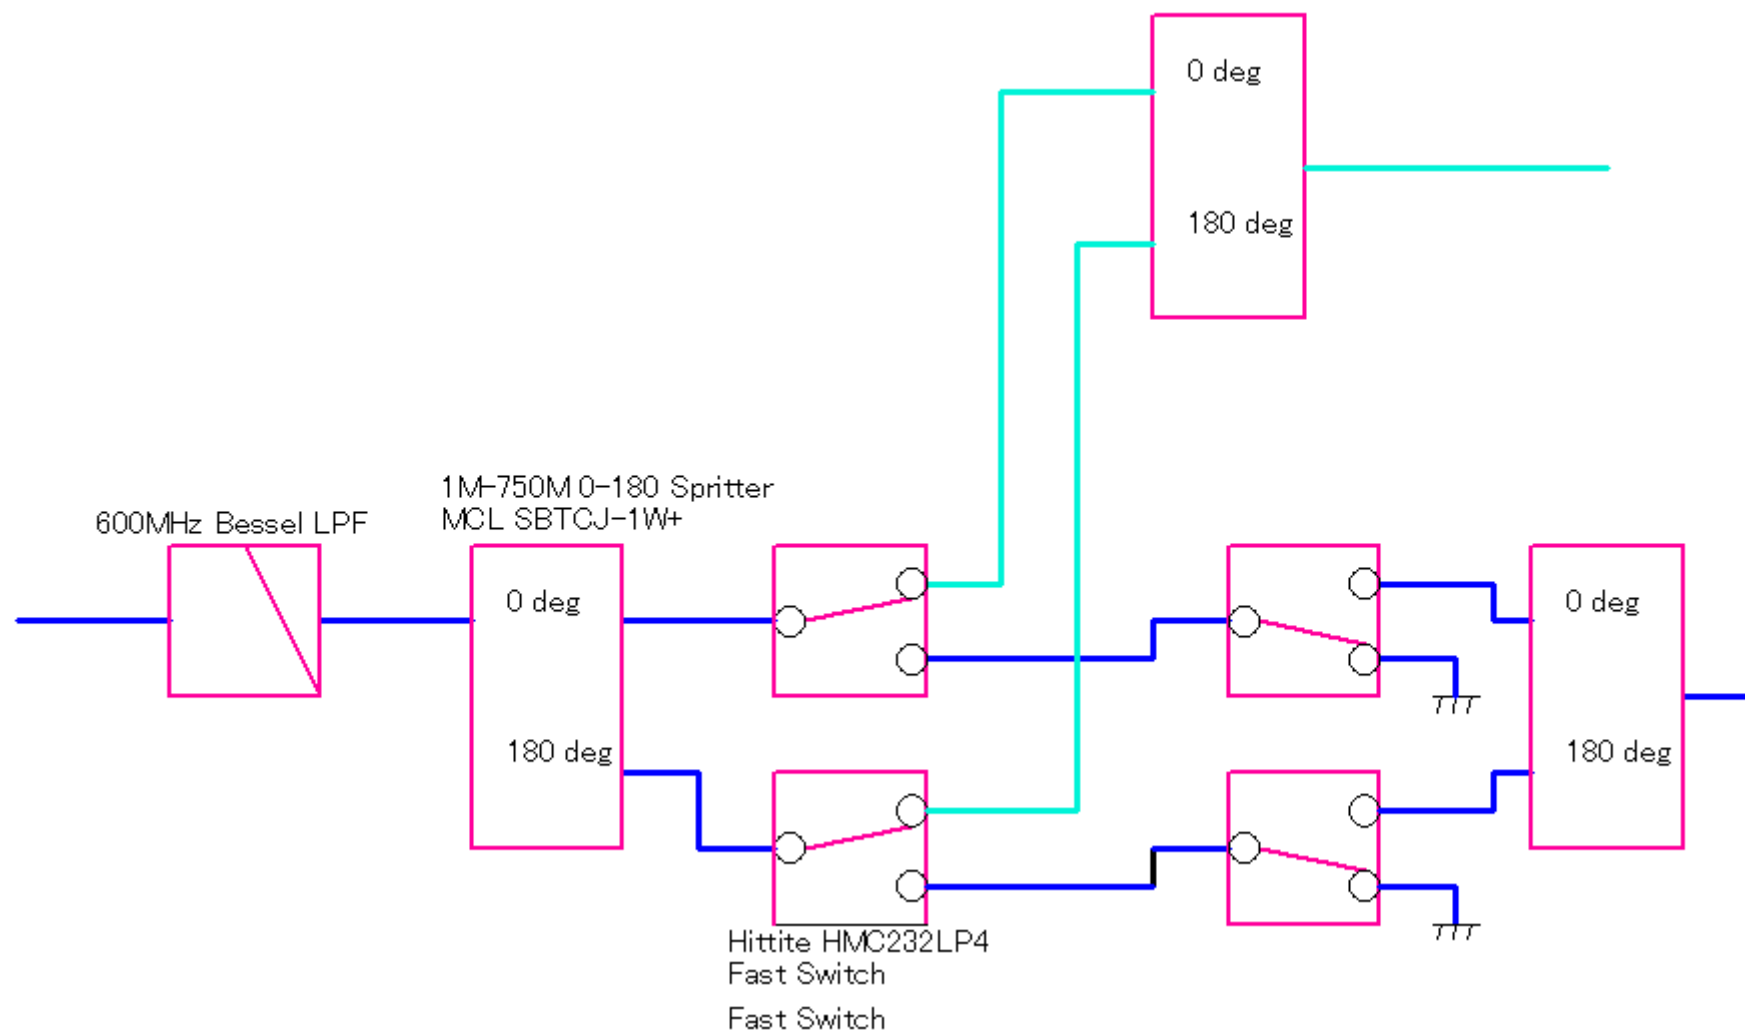 0 deg
180 deg
1M-750M 0-180 Spritter
MCL SBTCJ-1W+
600MHz Bessel LPF
0 deg
180 deg
0 deg
180 deg
Hittite HMC232LP4
Fast Switch
Fast Switch